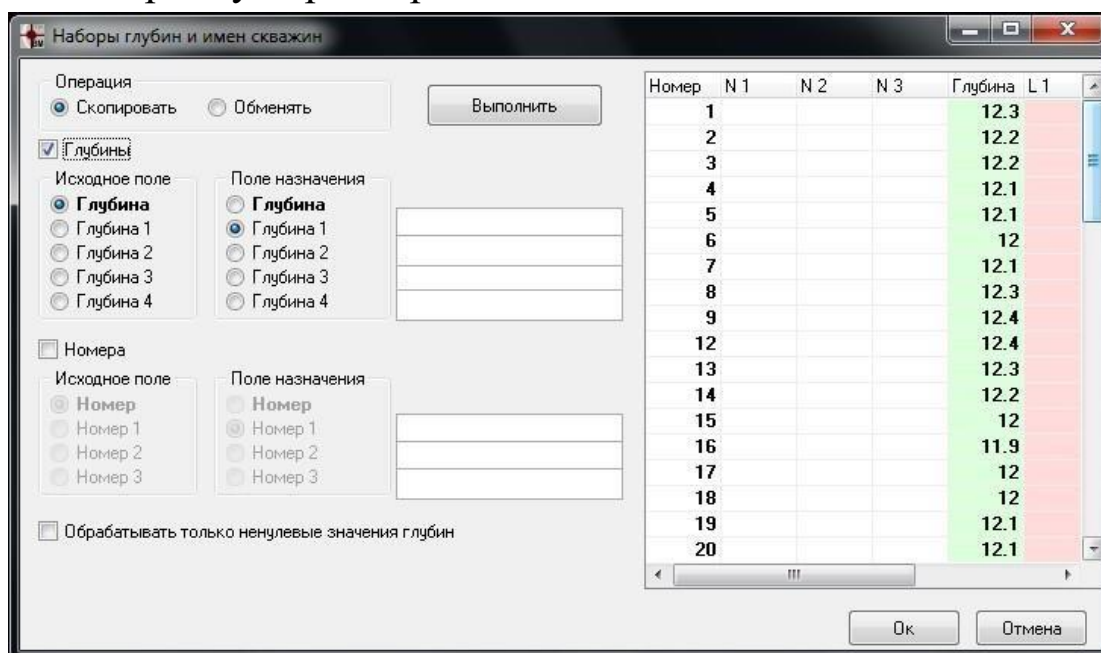 Наборы глубин и имен скважин
Операция
Скопировать Обменять
Выполнить
Глубины
Исходное поле Поле назначения
Глубина Глубина
Глубина 1 Глубина 1
Глубина 2 Глубина 2
Глубина 3 Глубина 3
Глубина 4 Глубина 4
Номера
Исходное поле Поле назначения
Номер Номер
Номер 1 Номер 1
Номер 2 Номер 2
Номер 3 Номер 3
Обрабатывать только ненулевые значения глубин
Номер N 1 N 2 N 3 Глубина L 1
1 12.3
2 12.2
3 12.2
4 12.1
5 12.1
6 12
7 12.1
8 12.3
9 12.4
12 12.4
13 12.3
14 12.2
15 12
16 11.9
17 12
18 12
19 12.1
20 12.1
Ок Отмена